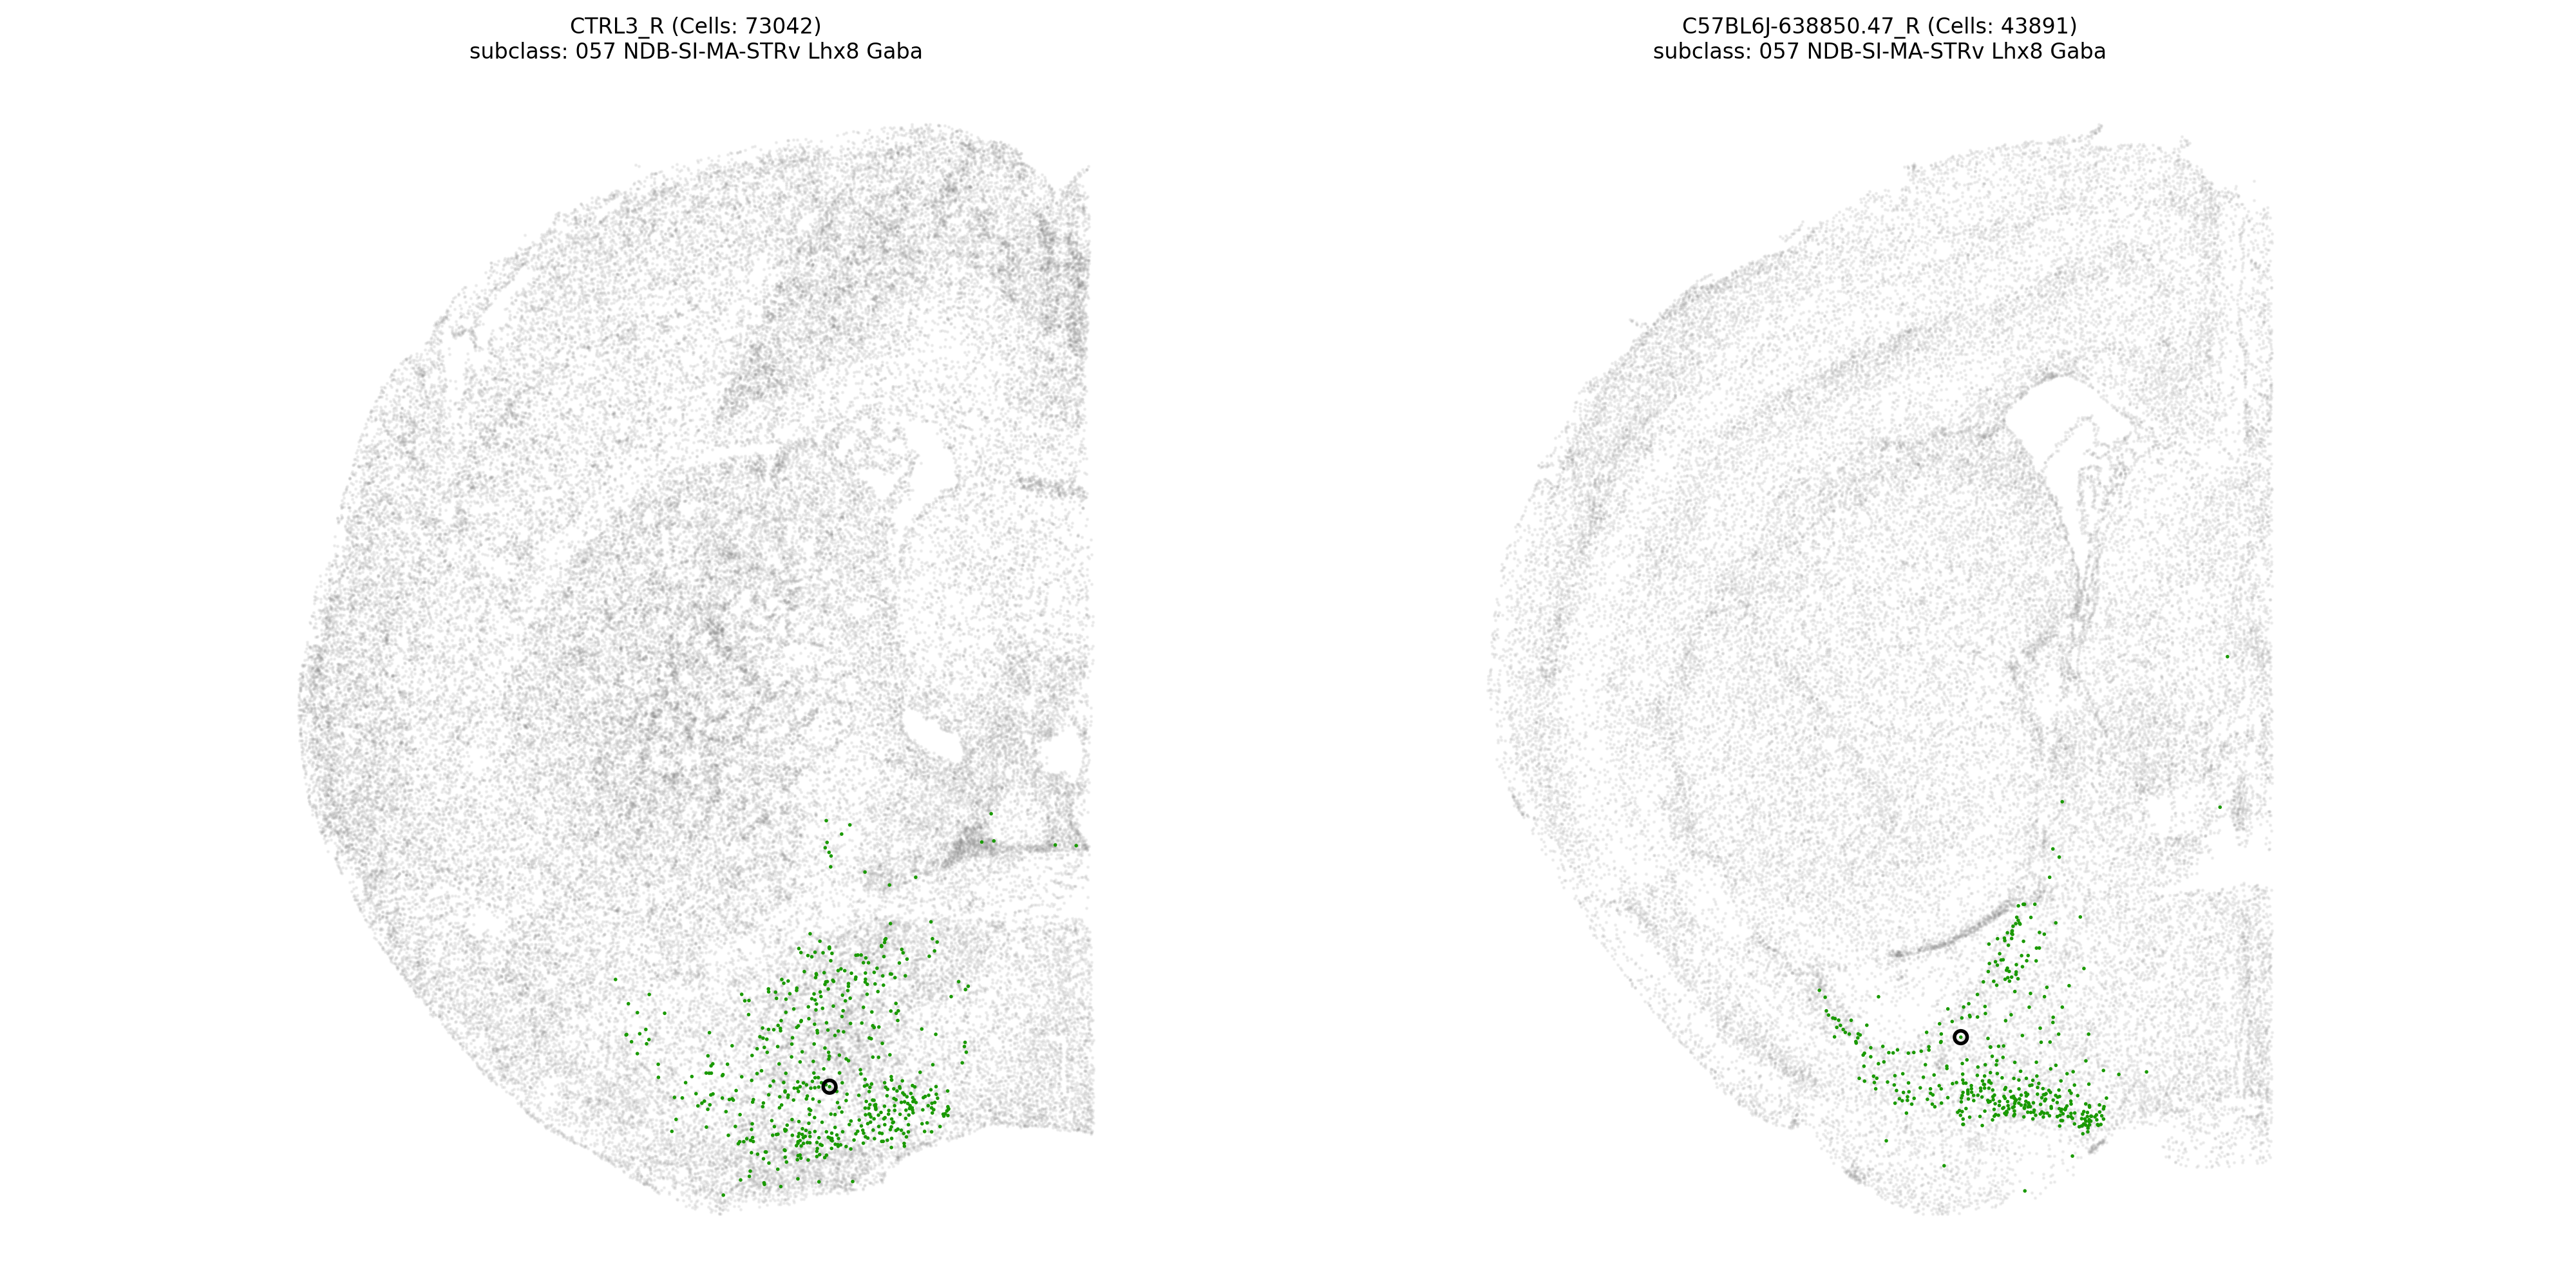 CTRL3_R (Cells: 73042)
subclass: 057 NDB-SI-MA-STRv Lhx8 Gaba
C57BL6J-638850.47_R (Cells: 43891)
subclass: 057 NDB-SI-MA-STRv Lhx8 Gaba